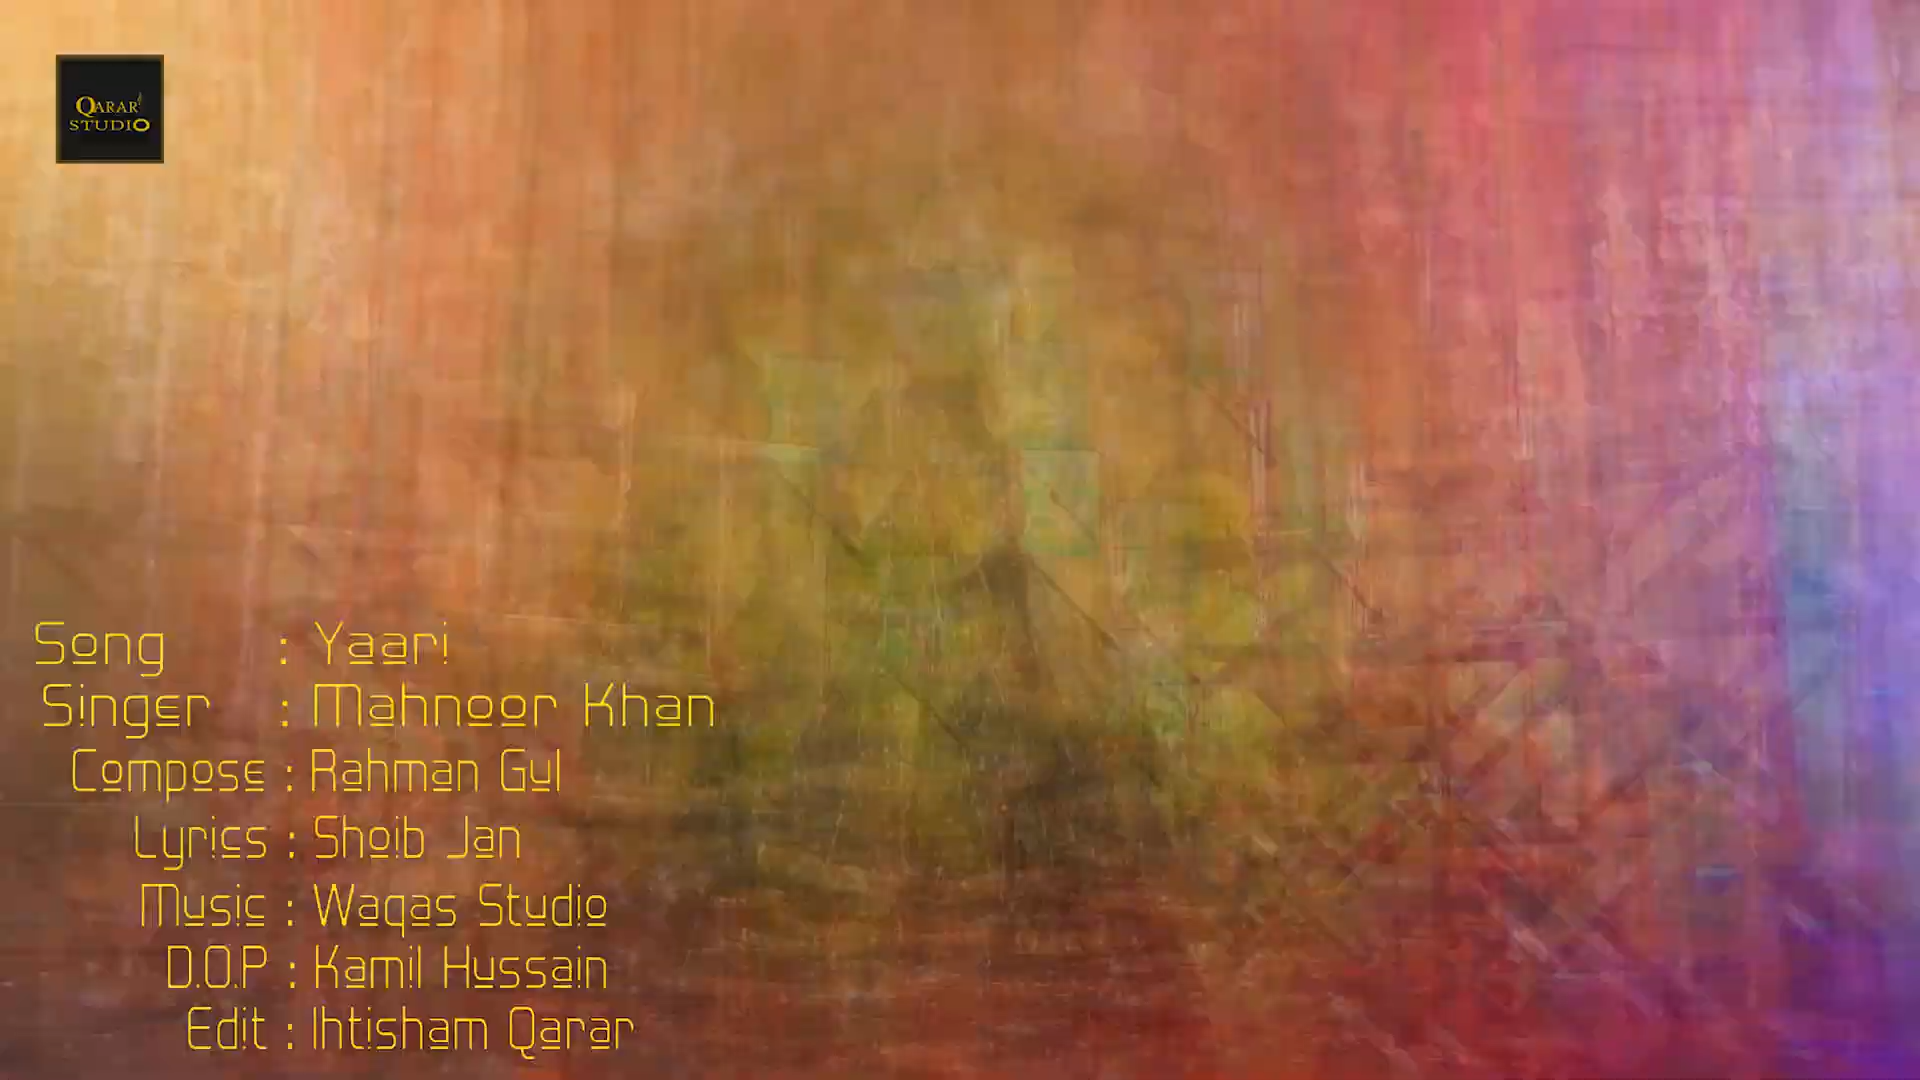 QARAR
STUDIO
Song : Yaari
Singer : Mahnoor Khan
Compose : Rahman Gul
Lyrics : Shoib Jan
Music : Waqas Studio
D.O.P : Kamil Hussain
Edit : Ihtisham Qarar